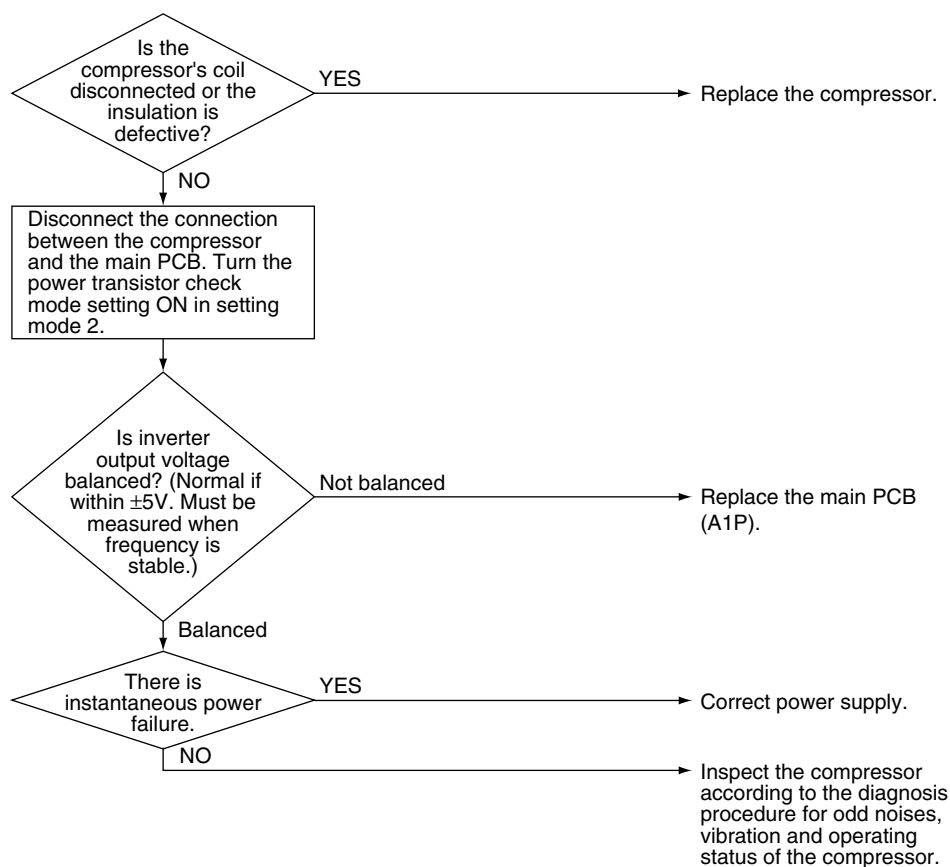 Is the
compressor's coil
disconnected or the
insulation is
defective?
YES
Replace the compressor.
NO
Disconnect the connection
between the compressor
and the main PCB. Turn the
power transistor check
mode setting ON in setting
mode 2.
Is inverter
output voltage
balanced? (Normal if
within ±5V. Must be
measured when
frequency is
stable.)
Not balanced
Replace the main PCB
(A1P).
Balanced
There is
instantaneous power
failure.
YES
Correct power supply.
NO
Inspect the compressor
according to the diagnosis
procedure for odd noises,
vibration and operating
status of the compressor.